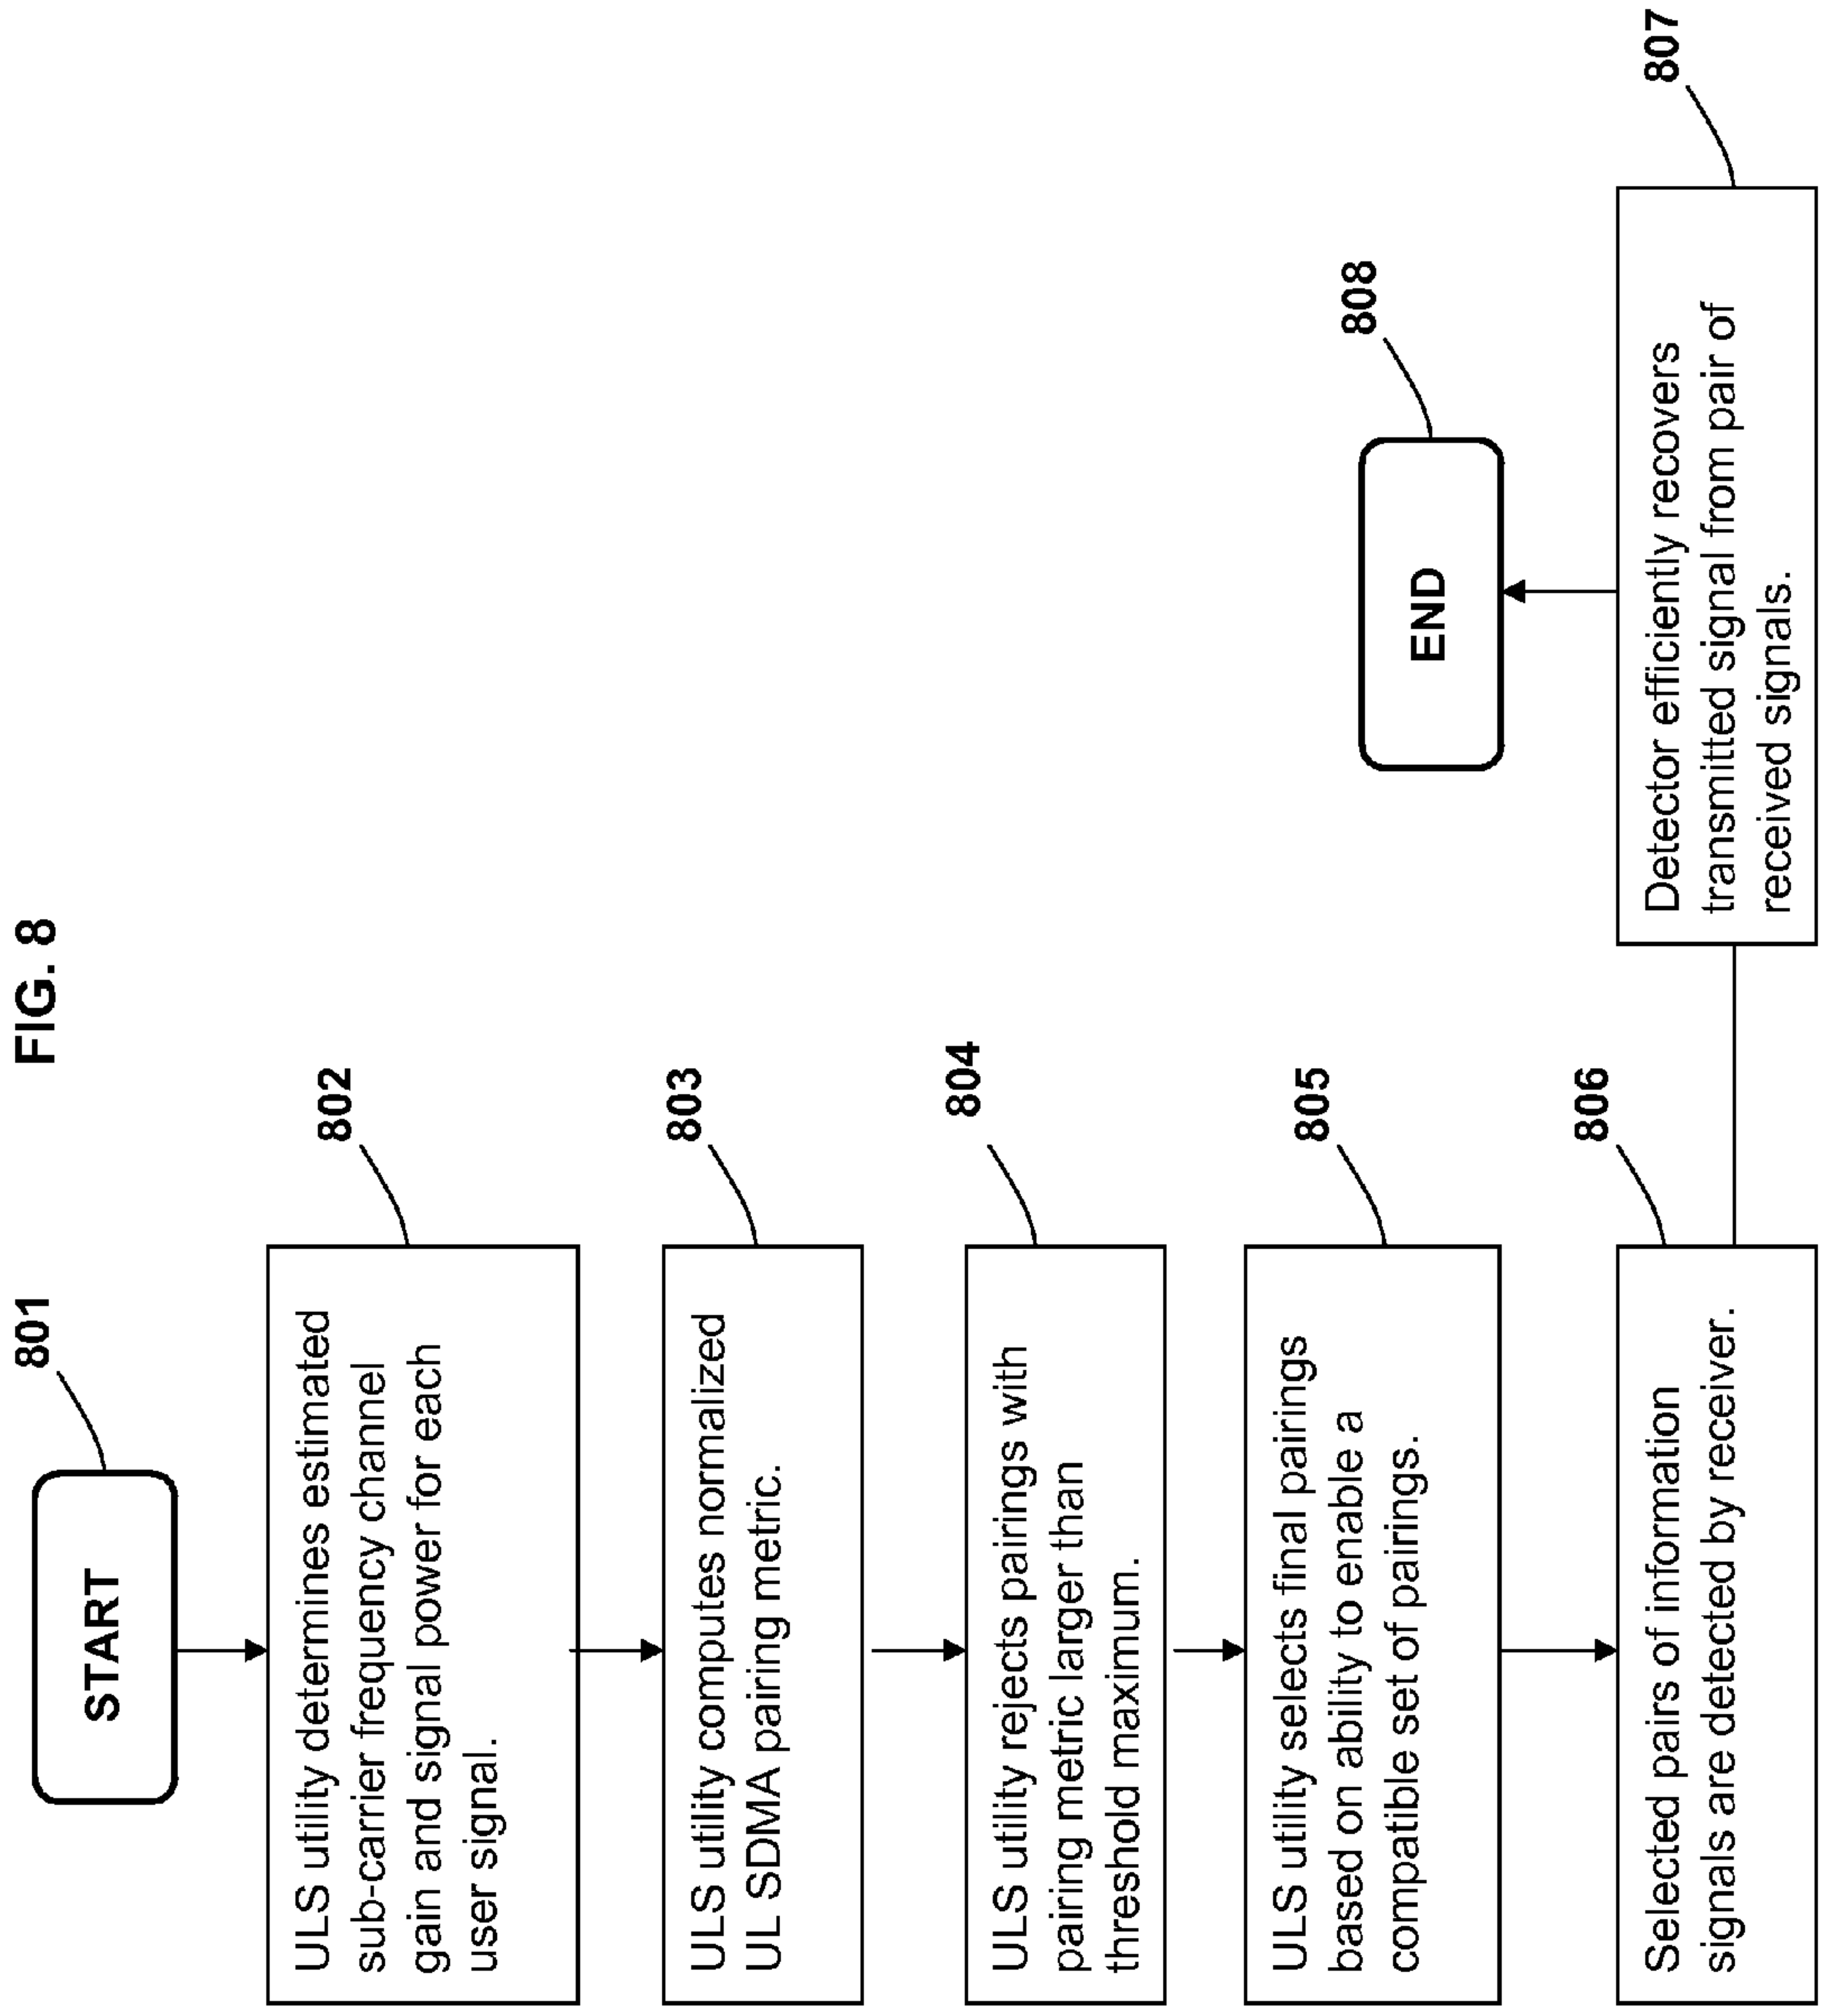 FIG. 8
801
START
802
ULS utility determines estimated
sub-carrier frequency channel
gain and signal power for each
user signal.
803
ULS utility computes normalized
UL SDMA pairing metric.
804
ULS utility rejects pairings with
pairing metric larger than
threshold maximum.
805
ULS utility selects final pairings
based on ability to enable a
compatible set of pairings.
806
Selected pairs of information
signals are detected by receiver.
807
Detector efficiently recovers
transmitted signal from pair of
received signals.
808
END